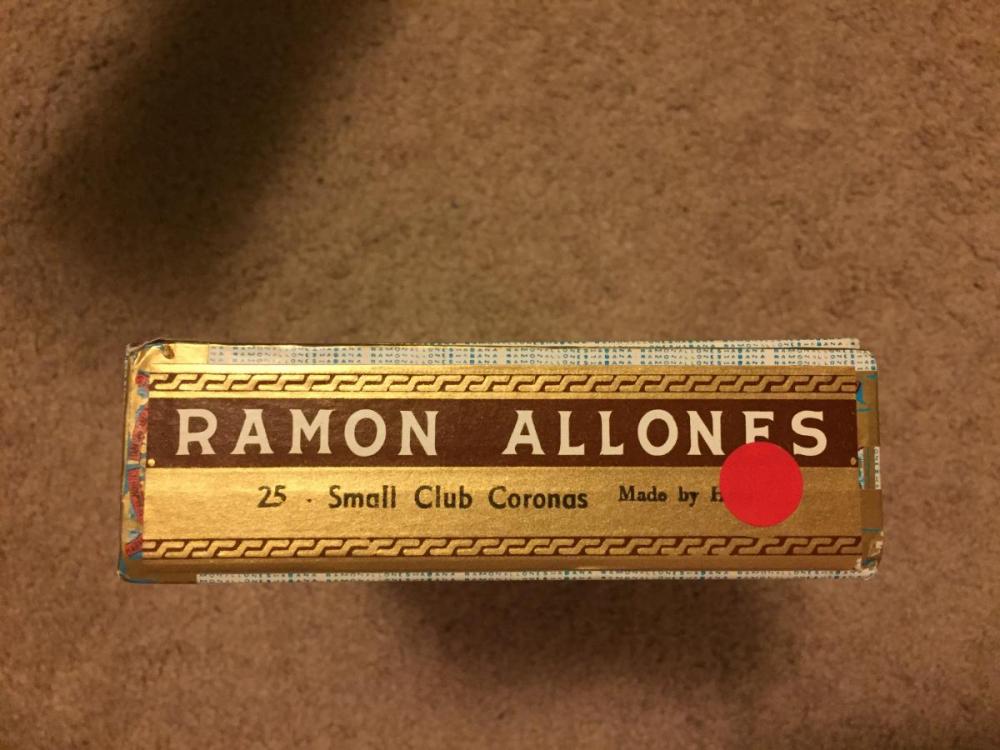 RAMON ALLONES
25 · Small Club Coronas Made by